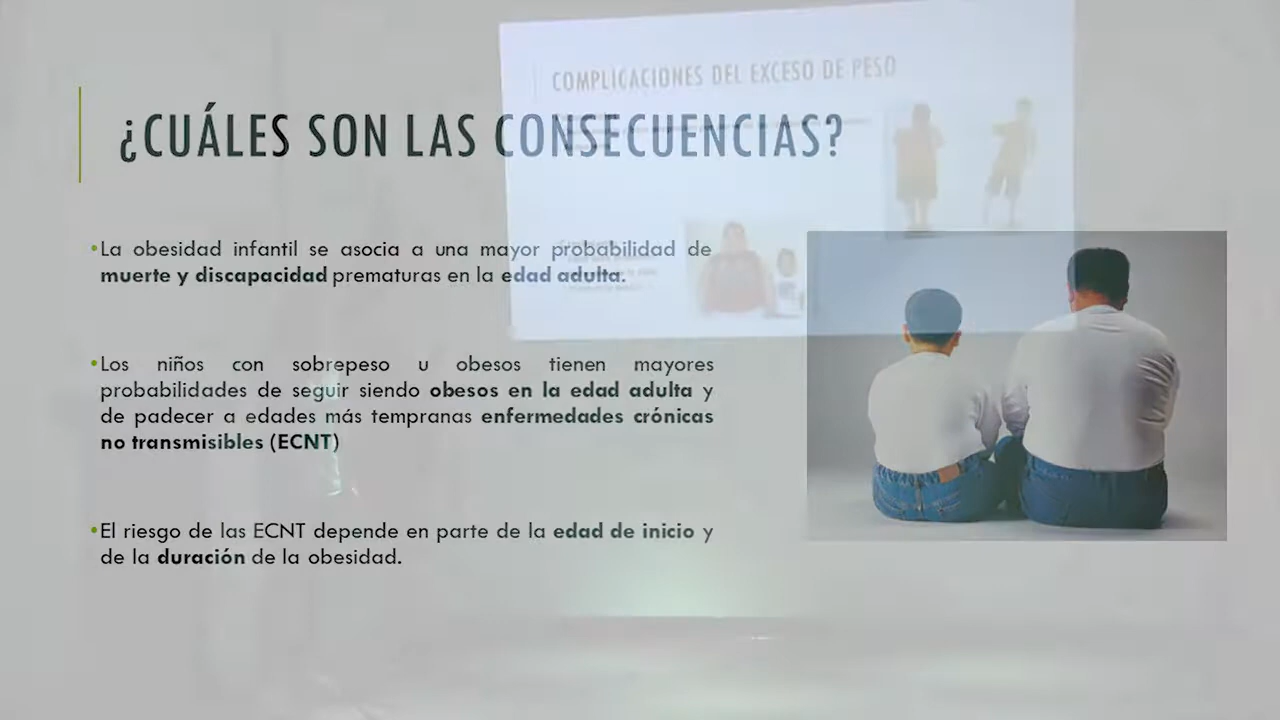 ¿CUÁLES SON LAS CONSECUENCIAS?
COMPLICACIONES DEL EXCESO DE PESO
•La obesidad infantil se asocia a una mayor probabilidad de
muerte y discapacidad prematuras en la edad adulta.
•Los niños con sobrepeso u obesos tienen mayores
probabilidades de seguir siendo obesos en la edad adulta y
de padecer a edades más tempranas enfermedades crónicas
no transmisibles (ECNT)
•El riesgo de las ECNT depende en parte de la edad de inicio y
de la duración de la obesidad.